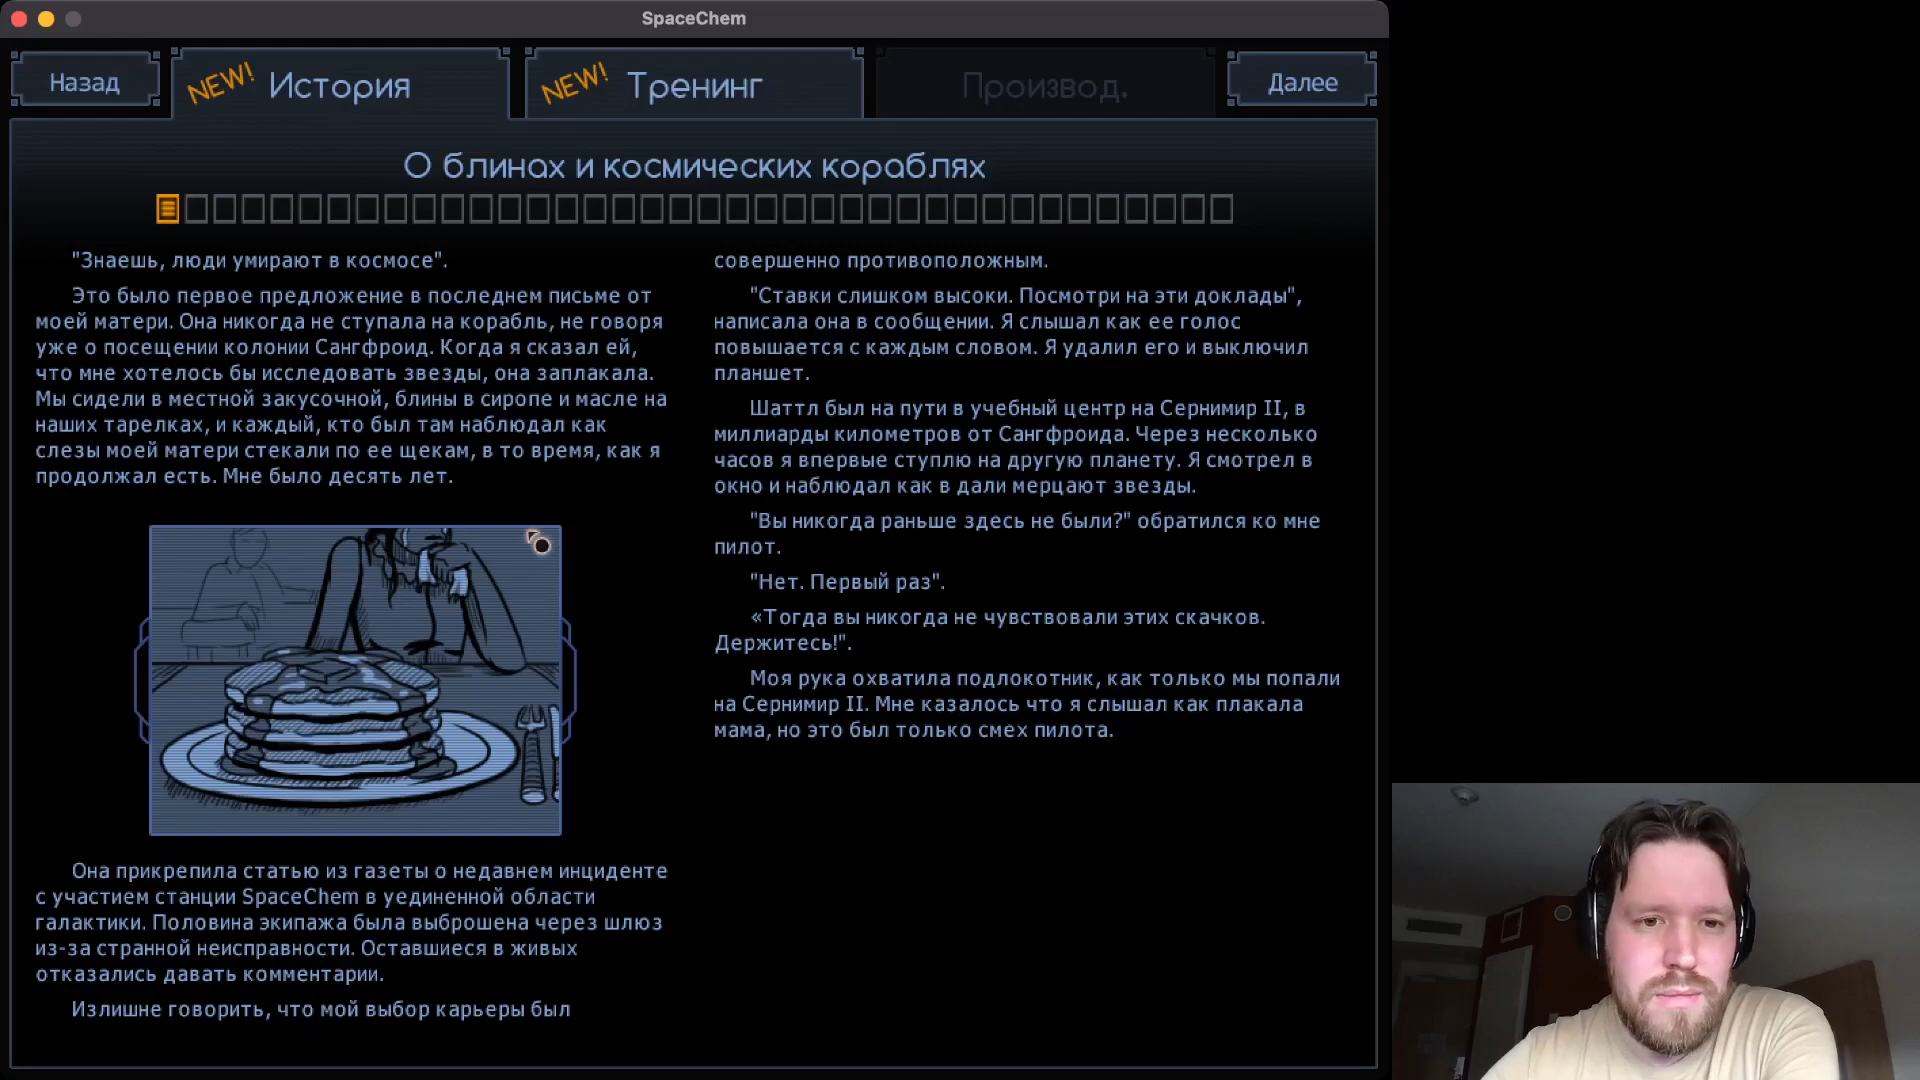 SpaceChem
Назад
NEW! История
NEW! Тренинг
Производ.
Далее
О блинах и космических кораблях
"Знаешь, люди умирают в космосе".
Это было первое предложение в последнем письме от
моей матери. Она никогда не ступала на корабль, не говоря
уже о посещении колонии Сангфроид. Когда я сказал ей,
что мне хотелось бы исследовать звезды, она заплакала.
Мы сидели в местной закусочной, блины в сиропе и масле на
наших тарелках, и каждый, кто был там наблюдал как
слезы моей матери стекали по ее щекам, в то время, как я
продолжал есть. Мне было десять лет.
Она прикрепила статью из газеты о недавнем инциденте
с участием станции SpaceChem в уединенной области
галактики. Половина экипажа была выброшена через шлюз
из-за странной неисправности. Оставшиеся в живых
отказались давать комментарии.
Излишне говорить, что мой выбор карьеры был
совершенно противоположным.
"Ставки слишком высоки. Посмотри на эти доклады",
написала она в сообщении. Я слышал как ее голос
повышается с каждым словом. Я удалил его и выключил
планшет.
Шаттл был на пути в учебный центр на Сернимир II, в
миллиарды километров от Сангфроида. Через несколько
часов я впервые ступлю на другую планету. Я смотрел в
окно и наблюдал как в дали мерцают звезды.
"Вы никогда раньше здесь не были?" обратился ко мне
пилот.
"Нет. Первый раз".
«Тогда вы никогда не чувствовали этих скачков.
Держитесь!".
Моя рука охватила подлокотник, как только мы попали
на Сернимир II. Мне казалось что я слышал как плакала
мама, но это был только смех пилота.